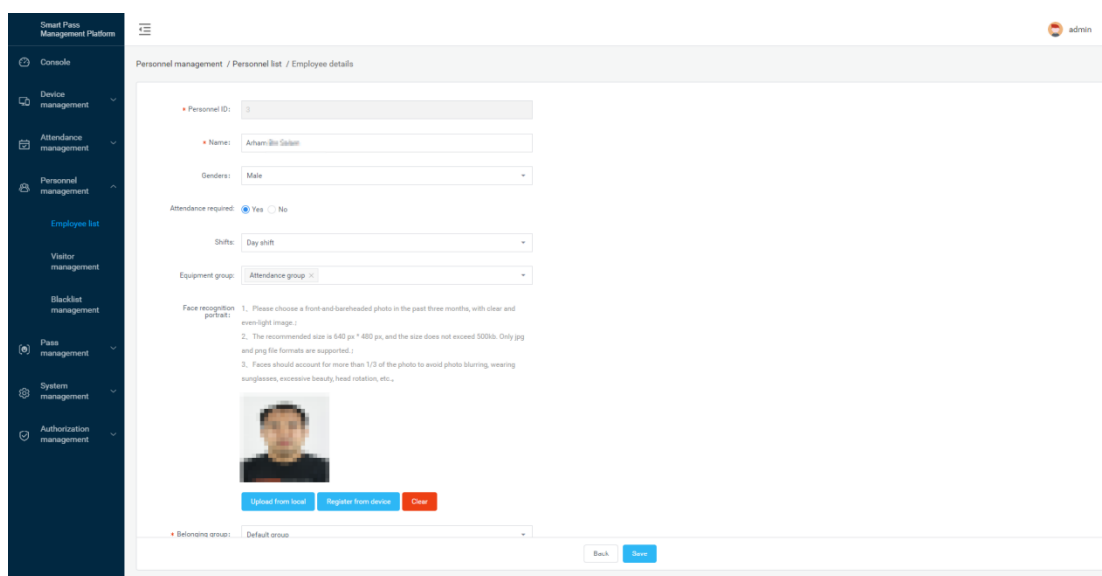 Smart Pass
Management Platform
admin
Console
Personnel management / Personnel list / Employee details
Device
management
Attendance
management
Personnel
management
Employee list
Visitor
management
Blacklist
management
Pass
management
System
management
Authorization
management
* Personnel ID: 3
* Name: Arham
Genders: Male
Attendance required: Yes No
Shifts: Day shift
Equipment group: Attendance group ×
Face recognition
portrait:
1、Please choose a front-and-bareheaded photo in the past three months, with clear and
even-light image ;
2、The recommended size is 640 px * 480 px, and the size does not exceed 500kb. Only jpg
and png file formats are supported.;
3、Faces should account for more than 1/3 of the photo to avoid photo blurring, wearing
sunglasses, excessive beauty, head rotation, etc.。
Upload from local Register from device Clear
* Belonging group: Default group
Back Save